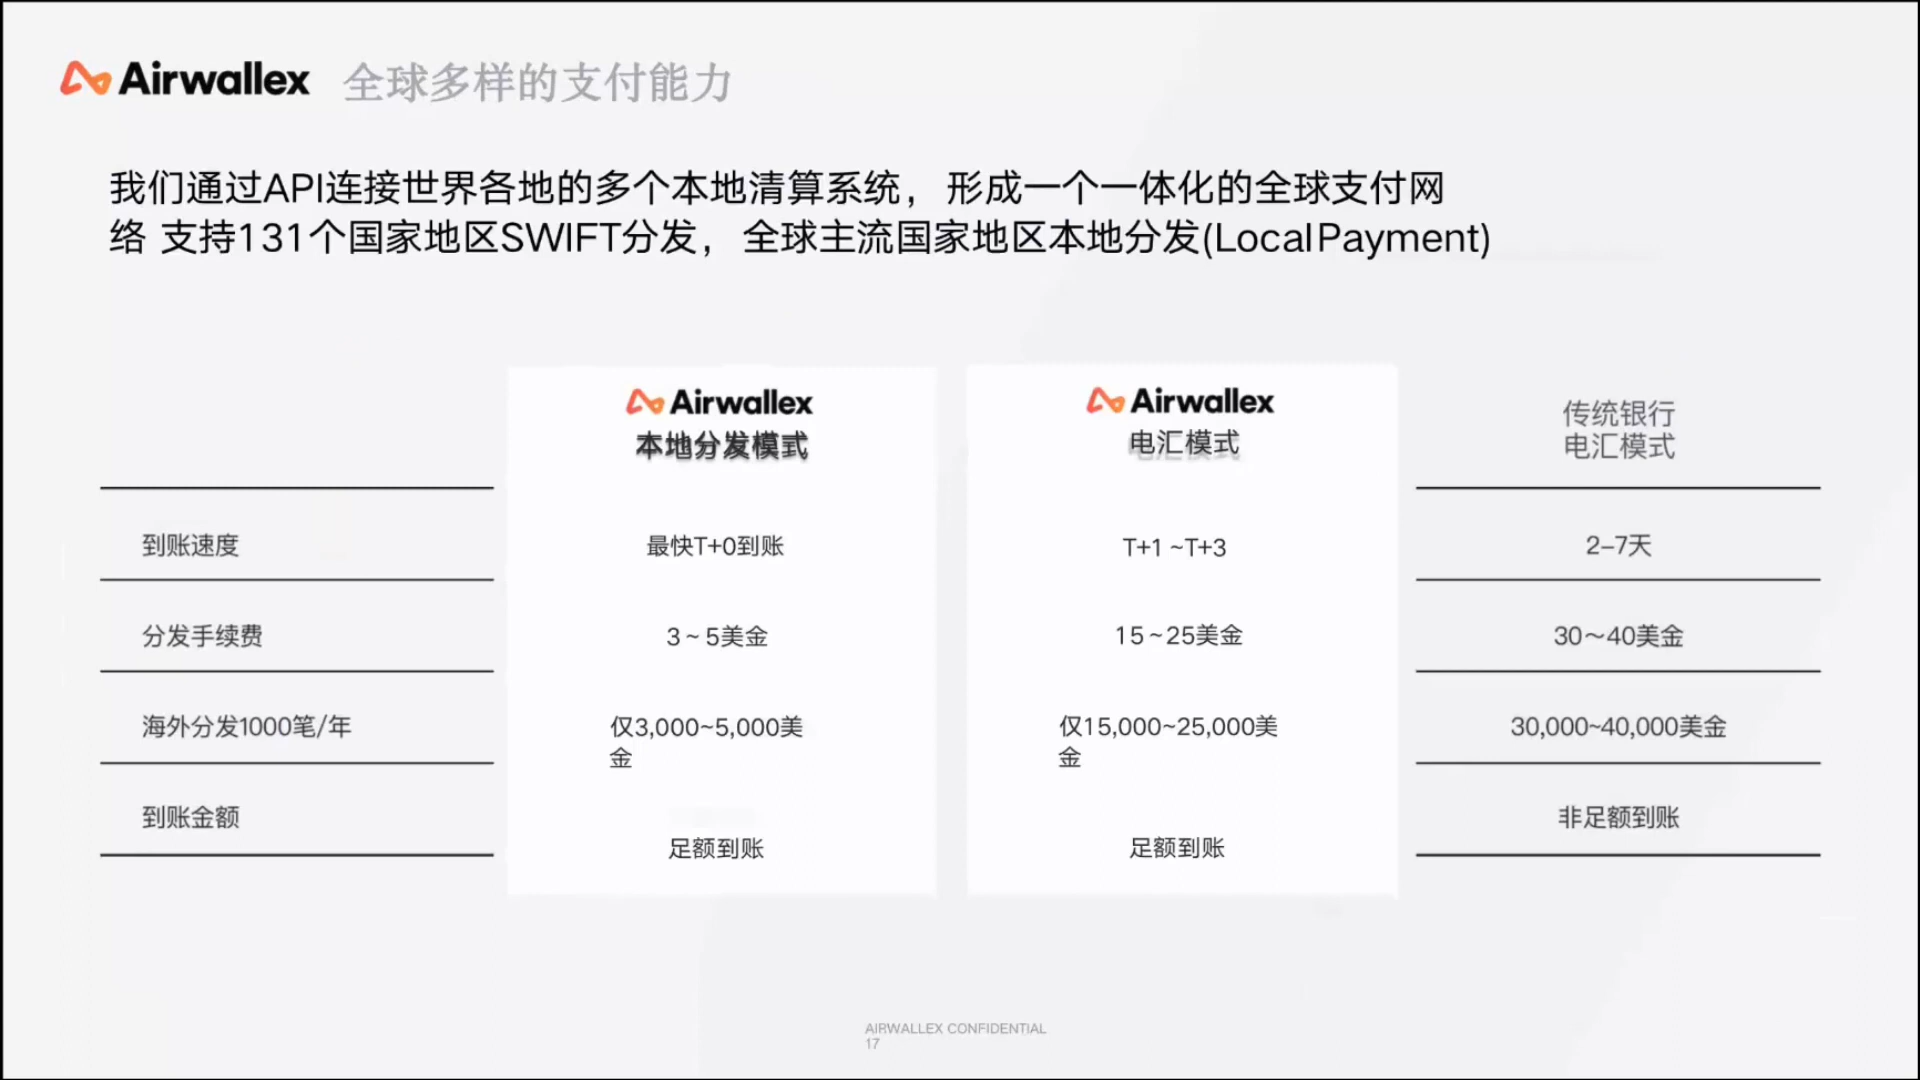 Airwallex 全球多样的支付能力
我们通过API连接世界各地的多个本地清算系统，形成一个一体化的全球支付网
络 支持131个国家地区SWIFT分发，全球主流国家地区本地分发(Local Payment)
Airwallex
本地分发模式
Airwallex
电汇模式
传统银行
电汇模式
到账速度
最快T+0到账
T+1 ~T+3
2–7天
分发手续费
3 ~ 5美金
15 ~25美金
30～40美金
海外分发1000笔/年
仅3,000~5,000美
金
仅15,000~25,000美
金
30,000~40,000美金
到账金额
足额到账
足额到账
非足额到账
AIRWALLEX CONFIDENTIAL
17